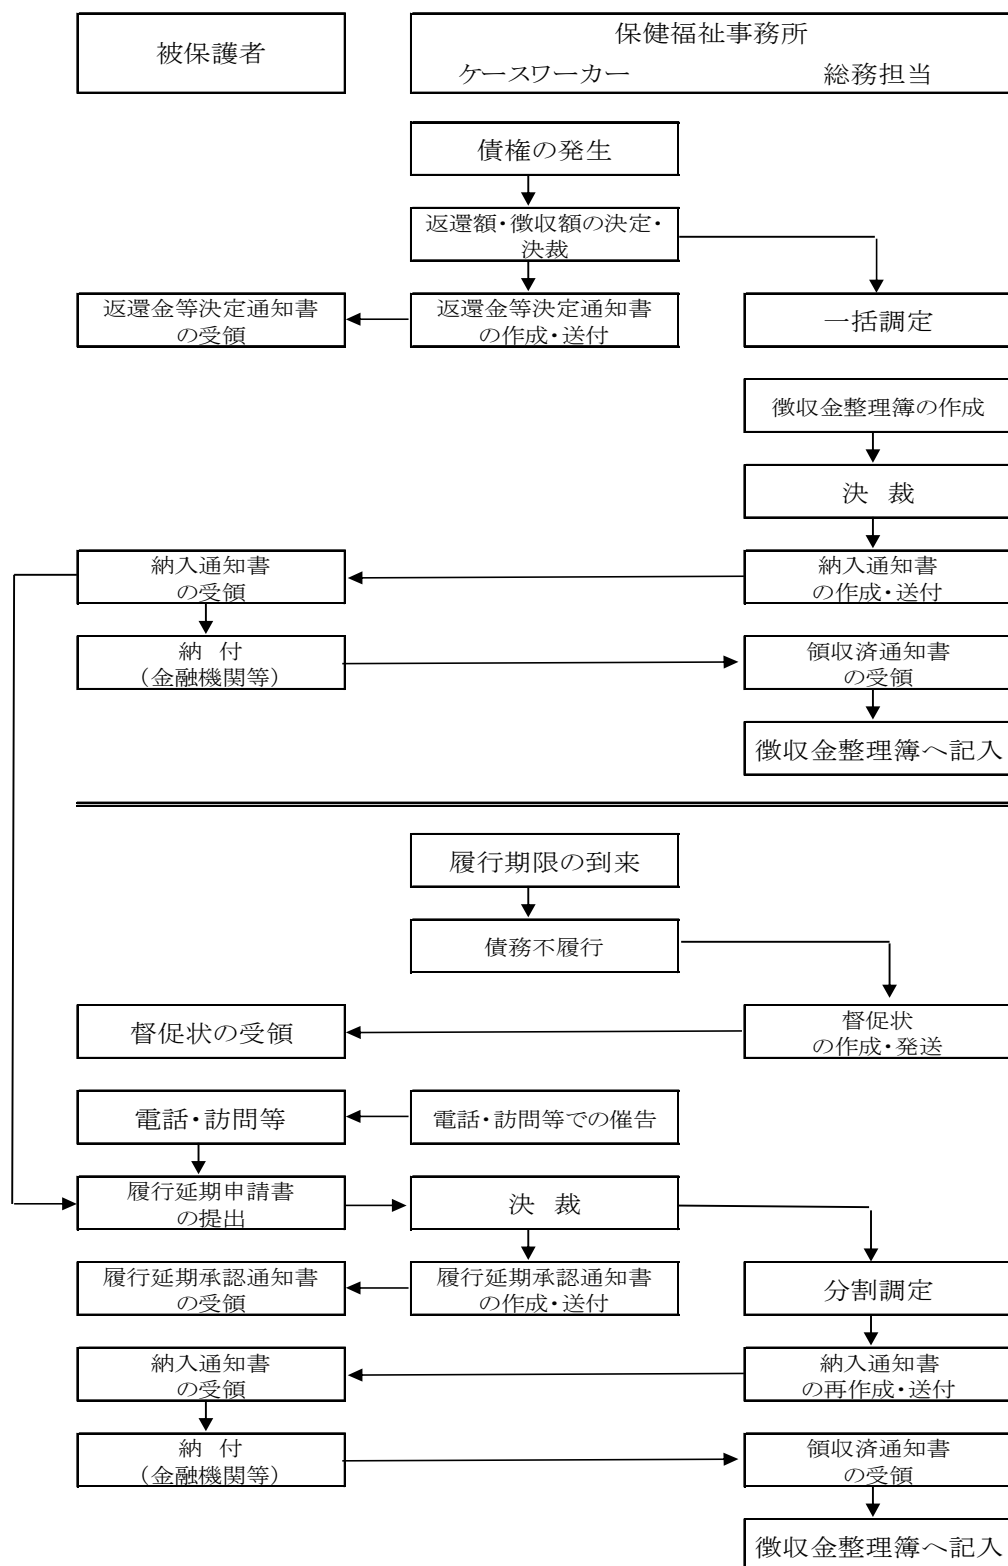 被保護者
保健福祉事務所
ケースワーカー 総務担当
債権の発生
返還額・徴収額の決定・
決裁
返還金等決定通知書
の受領
返還金等決定通知書
の作成・送付
一括調定
徴収金整理簿の作成
決 裁
納入通知書
の受領
納入通知書
の作成・送付
納 付
（金融機関等）
領収済通知書
の受領
徴収金整理簿へ記入
履行期限の到来
債務不履行
督促状の受領
督促状
の作成・発送
電話・訪問等
電話・訪問等での催告
履行延期申請書
の提出
決 裁
履行延期承認通知書
の受領
履行延期承認通知書
の作成・送付
分割調定
納入通知書
の受領
納入通知書
の再作成・送付
納 付
（金融機関等）
領収済通知書
の受領
徴収金整理簿へ記入